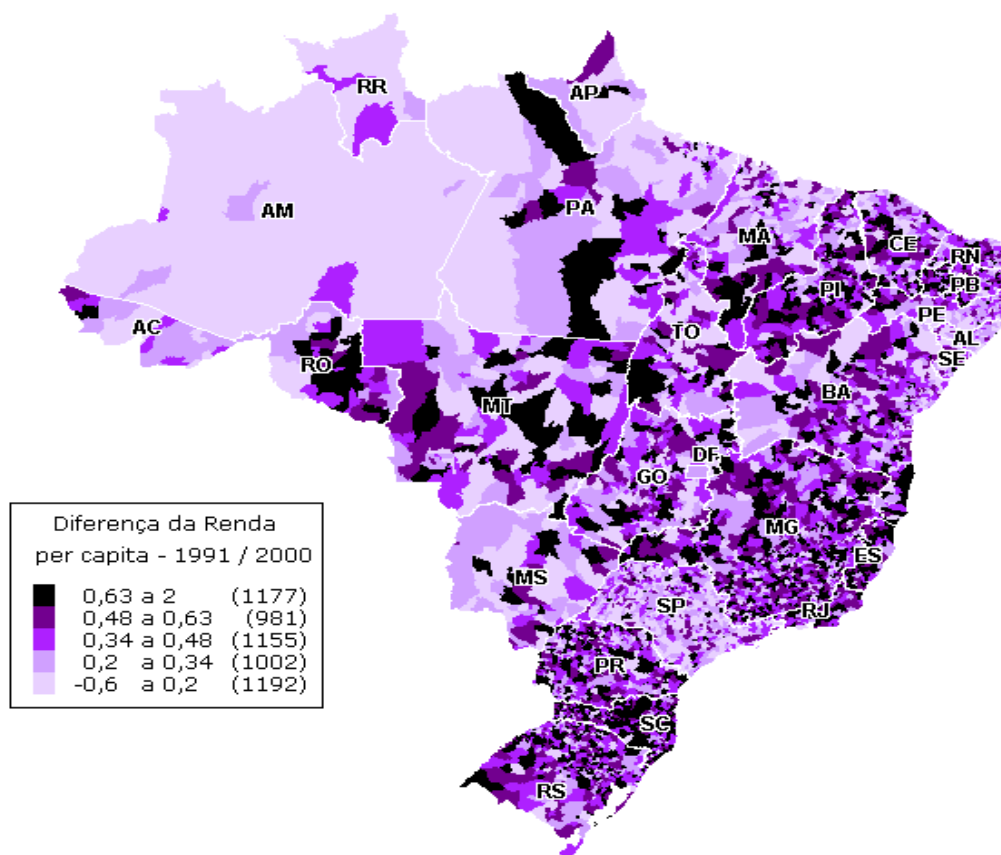 RR
AP
AM
PA
MA
CE
RN
PI
PB
PE
AC
TO
AL
SE
RO
BA
MT
DF
GO
Diferença da Renda
per capita - 1991 / 2000
0,63 a 2 (1177)
0,48 a 0,63 (981)
0,34 a 0,48 (1155)
0,2 a 0,34 (1002)
-0,6 a 0,2 (1192)
MG
ES
MS
SP
RJ
PR
SC
RS